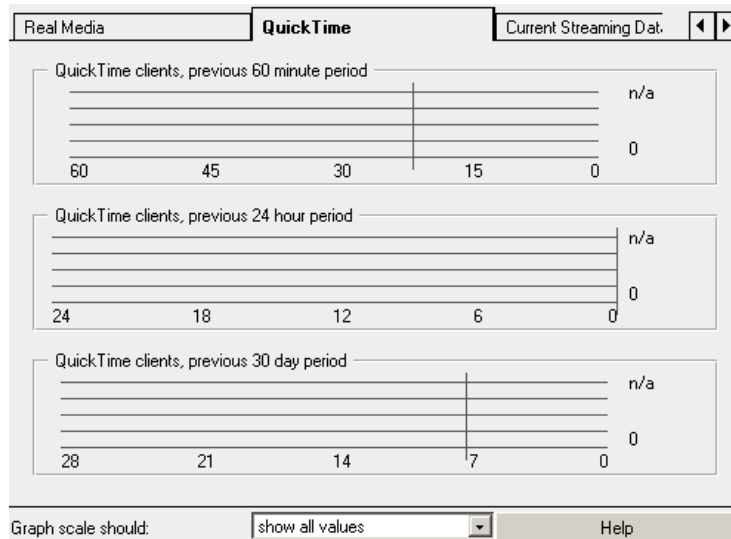 Real Media QuickTime Current Streaming Dat
QuickTime clients, previous 60 minute period
n/a
0
60 45 30 15 0
QuickTime clients, previous 24 hour period
n/a
0
24 18 12 6 0
QuickTime clients, previous 30 day period
n/a
0
28 21 14 7 0
Graph scale should: show all values Help